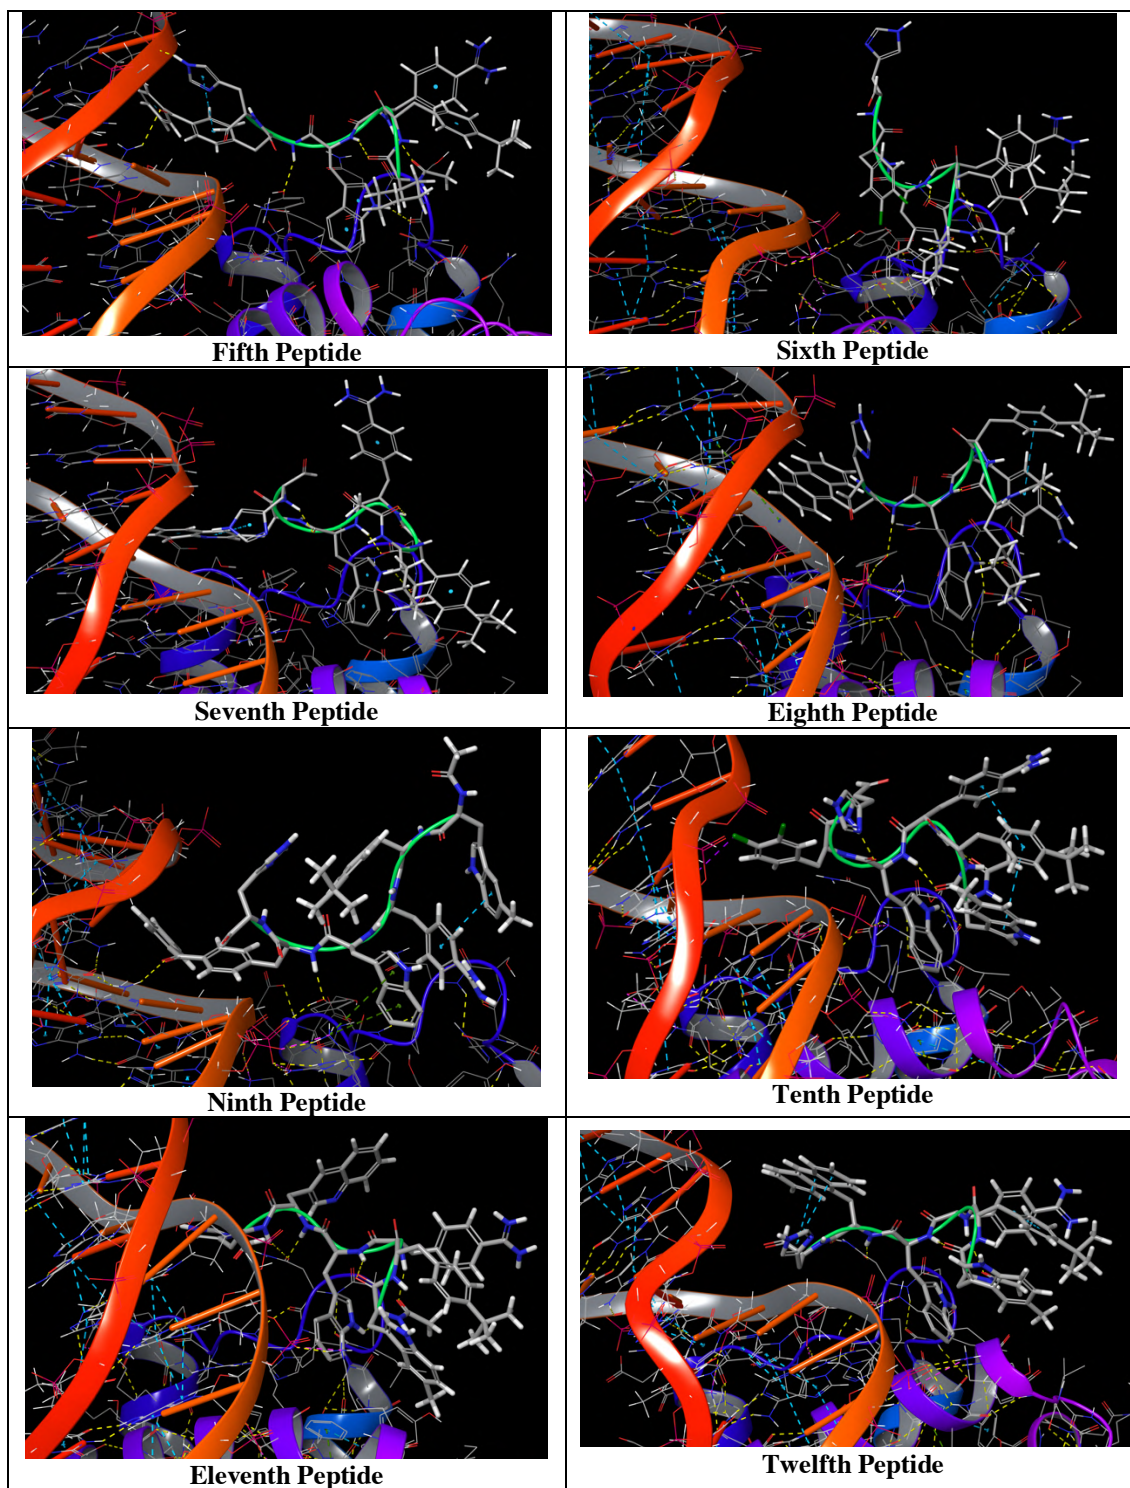 Fifth Peptide
Sixth Peptide
Seventh Peptide
Eighth Peptide
Ninth Peptide
Tenth Peptide
Eleventh Peptide
Twelfth Peptide